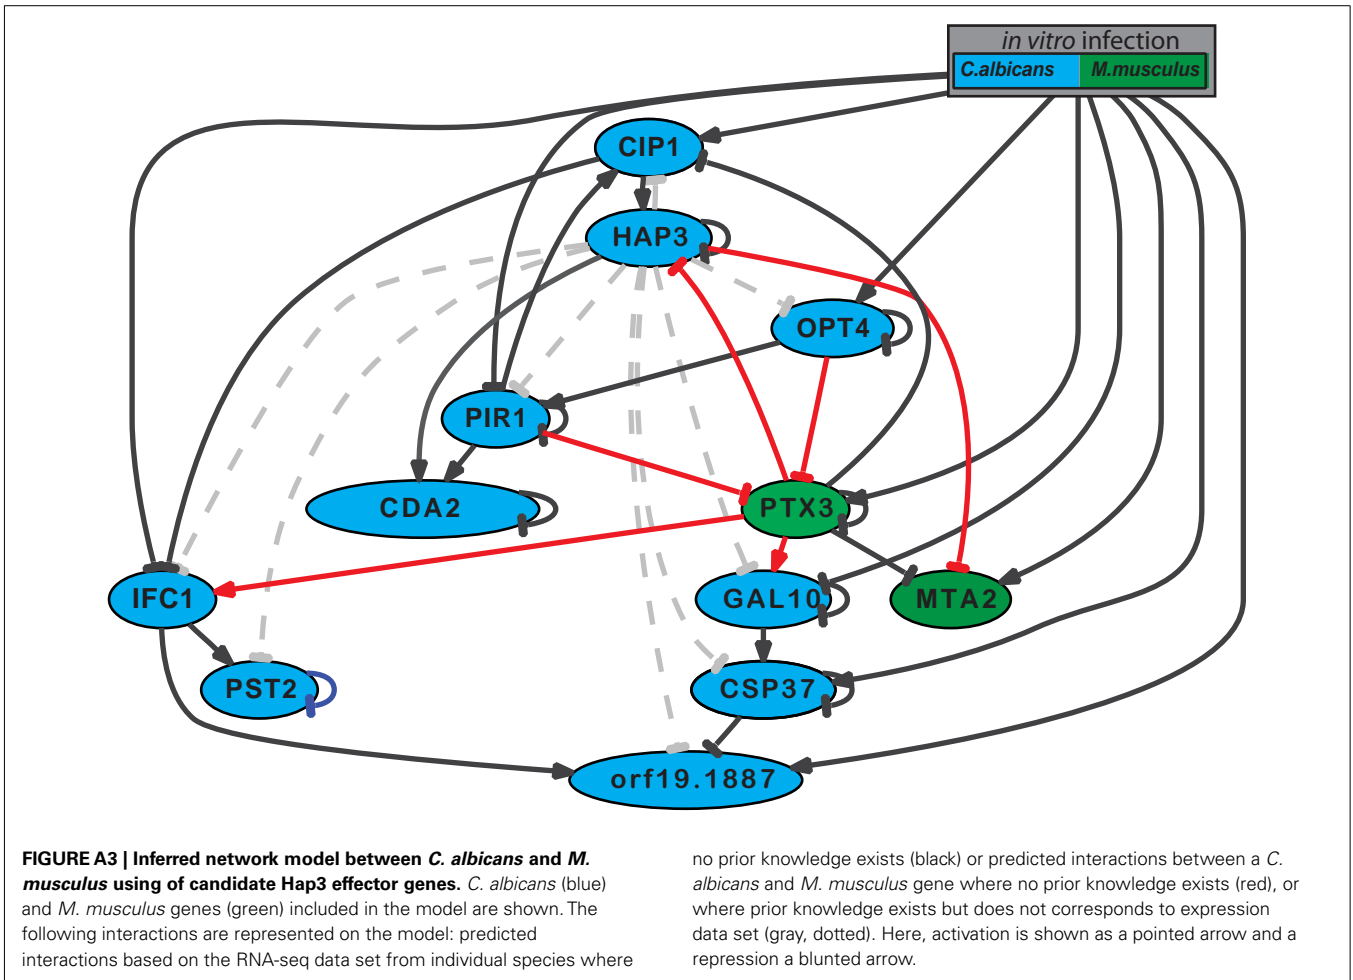 in vitro infection
C.albicans M.musculus
CIP1
HAP3
OPT4
PIR1
CDA2
PTX3
IFC1
GAL10
MTA2
PST2
CSP37
orf19.1887
FIGURE A3 | Inferred network model between C. albicans and M.
musculus using of candidate Hap3 effector genes. C. albicans (blue)
and M. musculus genes (green) included in the model are shown. The
following interactions are represented on the model: predicted
interactions based on the RNA-seq data set from individual species where
no prior knowledge exists (black) or predicted interactions between a C.
albicans and M. musculus gene where no prior knowledge exists (red), or
where prior knowledge exists but does not corresponds to expression
data set (gray, dotted). Here, activation is shown as a pointed arrow and a
repression a blunted arrow.